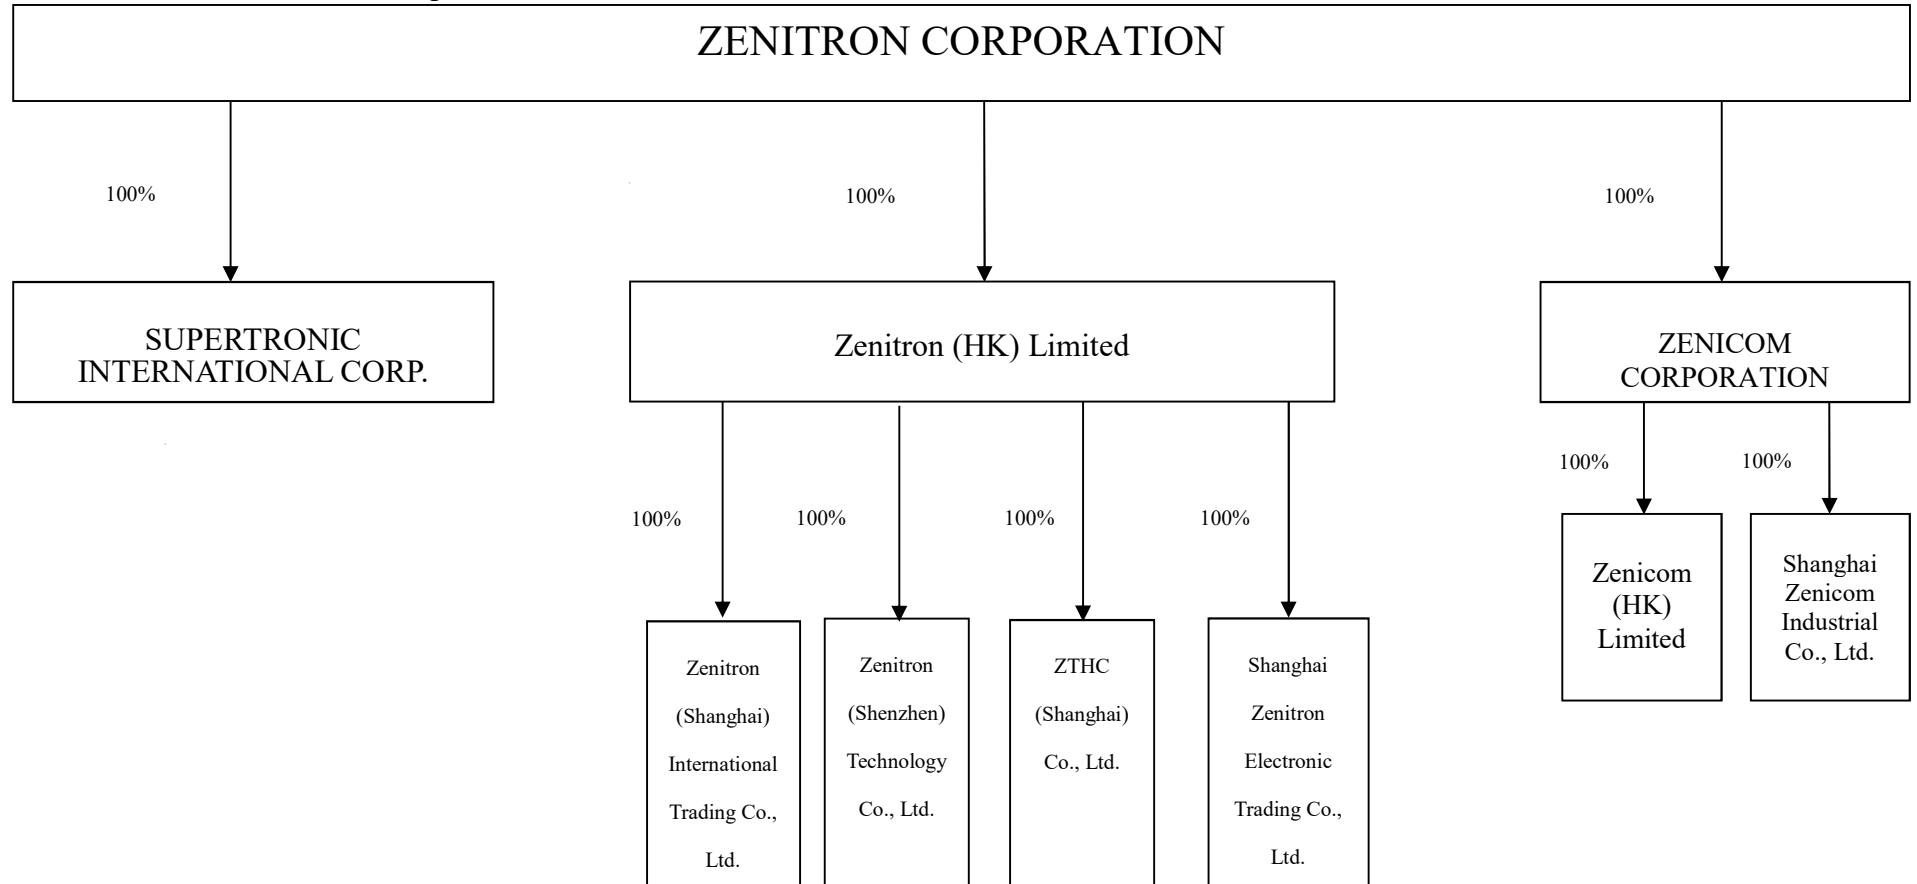 ZENITRON CORPORATION
100%
100%
100%
SUPERTRONIC
INTERNATIONAL CORP.
Zenitron (HK) Limited
ZENICOM
CORPORATION
100%
100%
100%
100%
100%
100%
Zenitron
(Shanghai)
International
Trading Co.,
Ltd.
Zenitron
(Shenzhen)
Technology
Co., Ltd.
ZTHC
(Shanghai)
Co., Ltd.
Shanghai
Zenitron
Electronic
Trading Co.,
Ltd.
Zenicom
(HK)
Limited
Shanghai
Zenicom
Industrial
Co., Ltd.